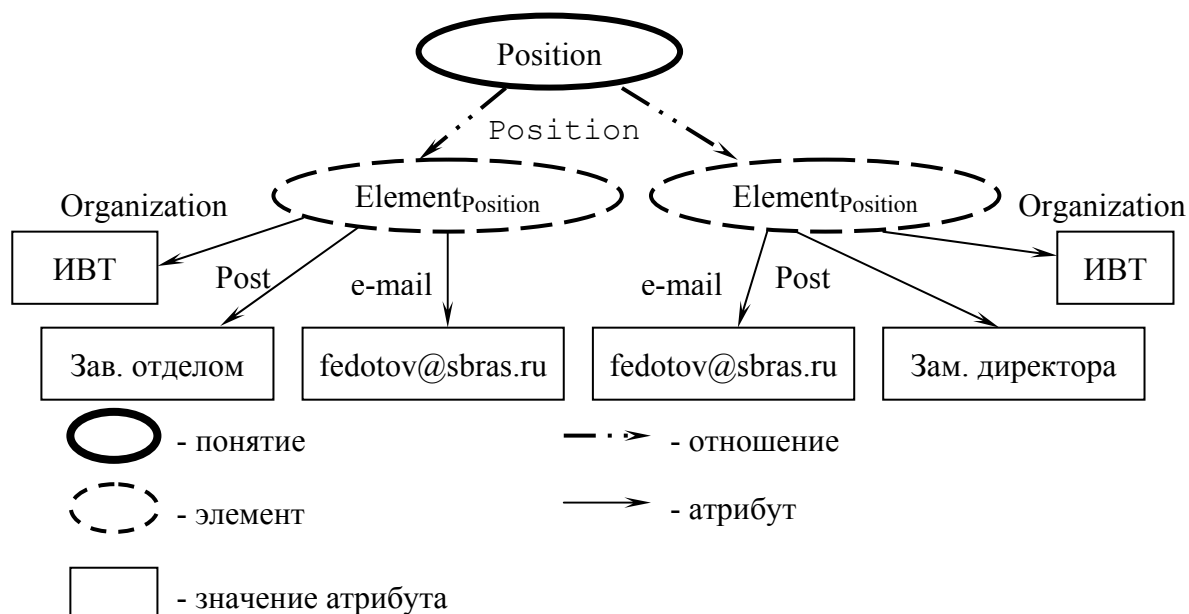 Position
Position
Element_Position Element_Position
Organization Organization
ИВТ ИВТ
Post e-mail e-mail Post
Зав. отделом fedotov@sbras.ru fedotov@sbras.ru Зам. директора
- понятие - отношение
- элемент - атрибут
- значение атрибута